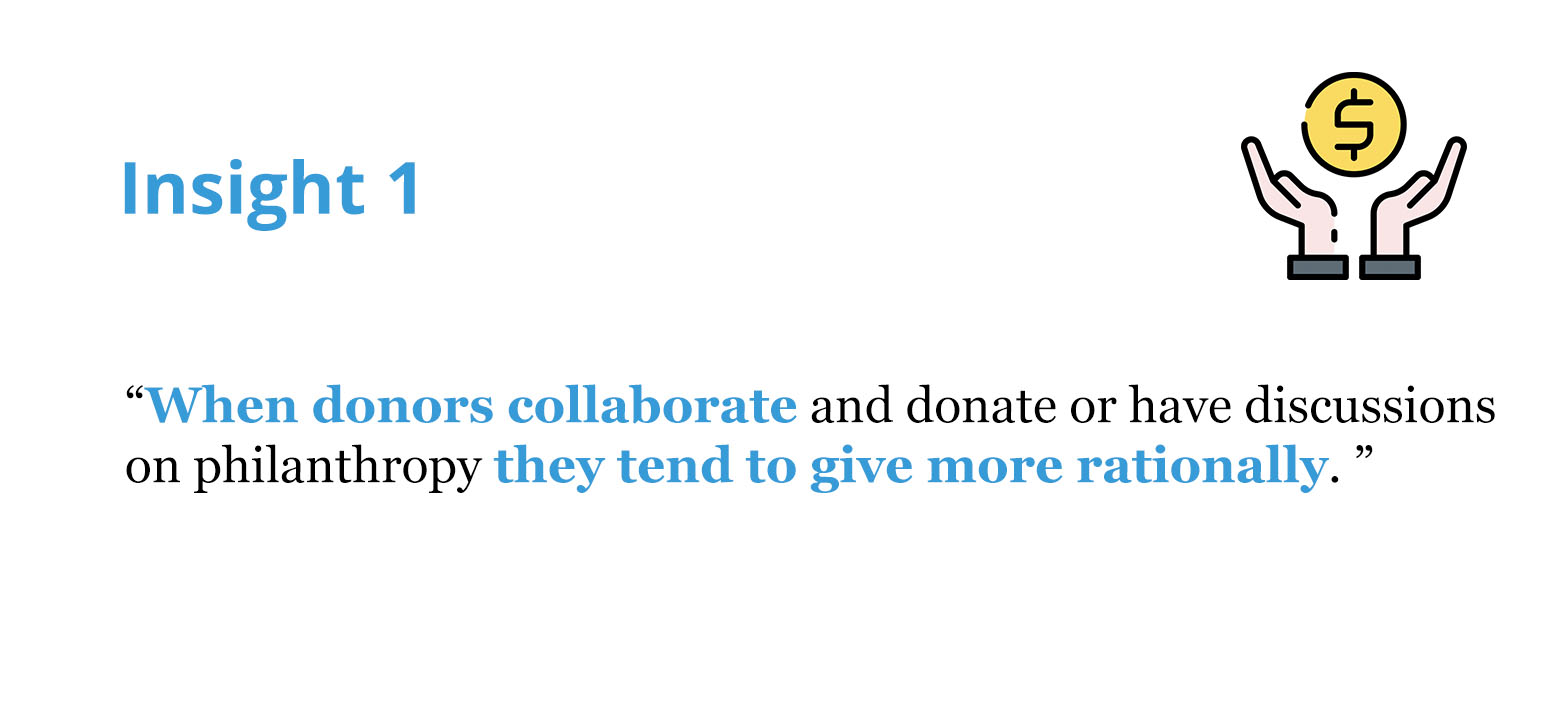 Insight 1
“When donors collaborate and donate or have discussions
on philanthropy they tend to give more rationally. ”